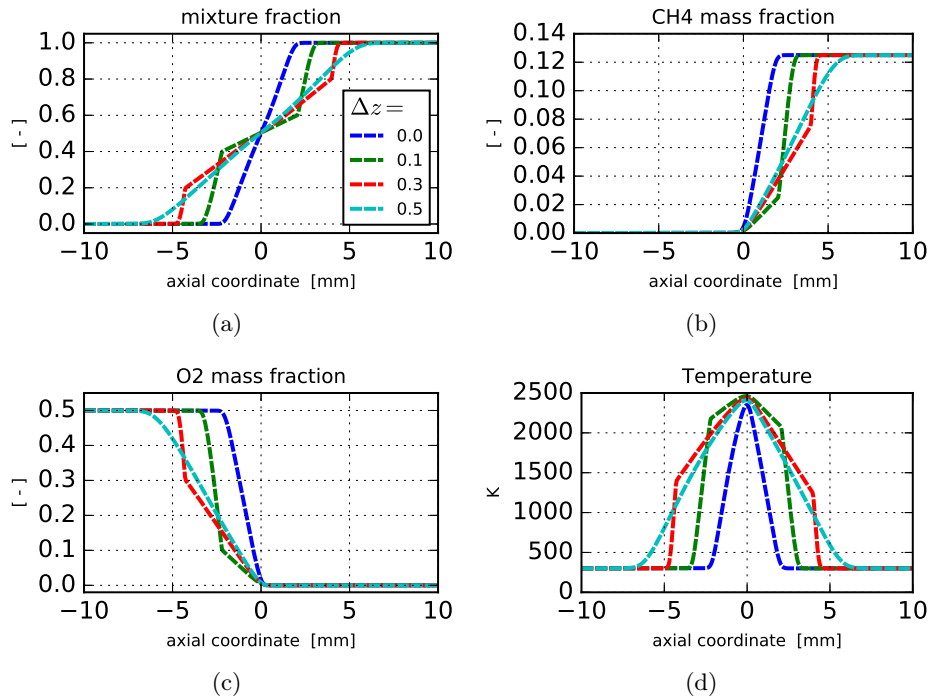 mixture fraction
1.0
0.8
0.6
0.4
0.2
0.0
[ - ]
Δz =
0.0
0.1
0.3
0.5
−10 −5 0 5 10
axial coordinate [mm]
(a)
CH4 mass fraction
0.14
0.12
0.10
0.08
0.06
0.04
0.02
0.00
[ - ]
−10 −5 0 5 10
axial coordinate [mm]
(b)
O2 mass fraction
0.5
0.4
0.3
0.2
0.1
0.0
[ - ]
−10 −5 0 5 10
axial coordinate [mm]
(c)
Temperature
2500
2000
1500
1000
500
0
K
−10 −5 0 5 10
axial coordinate [mm]
(d)